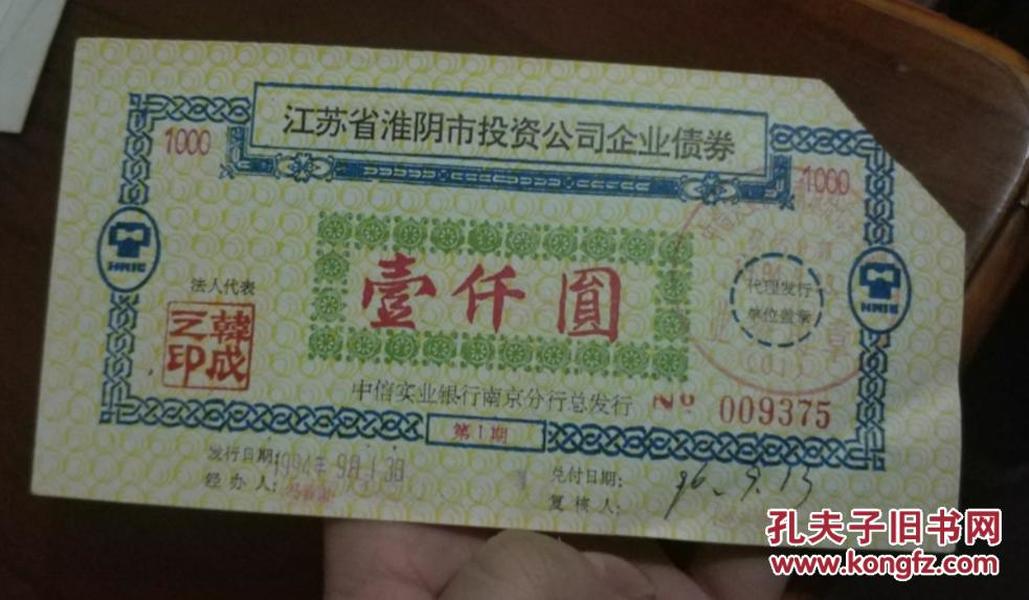 江苏省淮阴市投资公司企业债券
1000
1000
壹仟圆
法人代表
韩成之印
代理发行
单位盖章
中信实业银行南京分行总发行
No 009375
第1期
发行日期:1994年9月13日
兑付日期: 96.9.13
经办人:
复核人:
孔夫子旧书网
www.kongfz.com